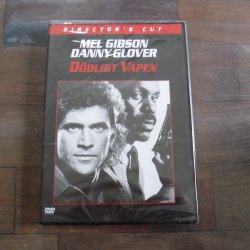 DIRECTOR'S CUT
MEL GIBSON
DANNY GLOVER
DÖDLIGT VAPEN
DVD